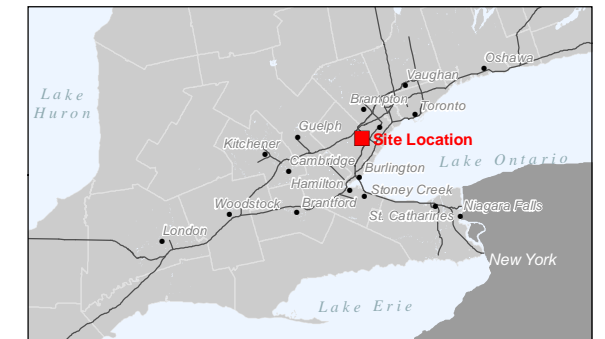 Oshawa
Vaughan
Lake
Huron
Brampton
Toronto
Guelph
Site Location
Kitchener
Cambridge
Lake Ontario
Burlington
Hamilton
Stoney Creek
Woodstock
Brantford
St. Catharines
Niagara Falls
London
New York
Lake Erie